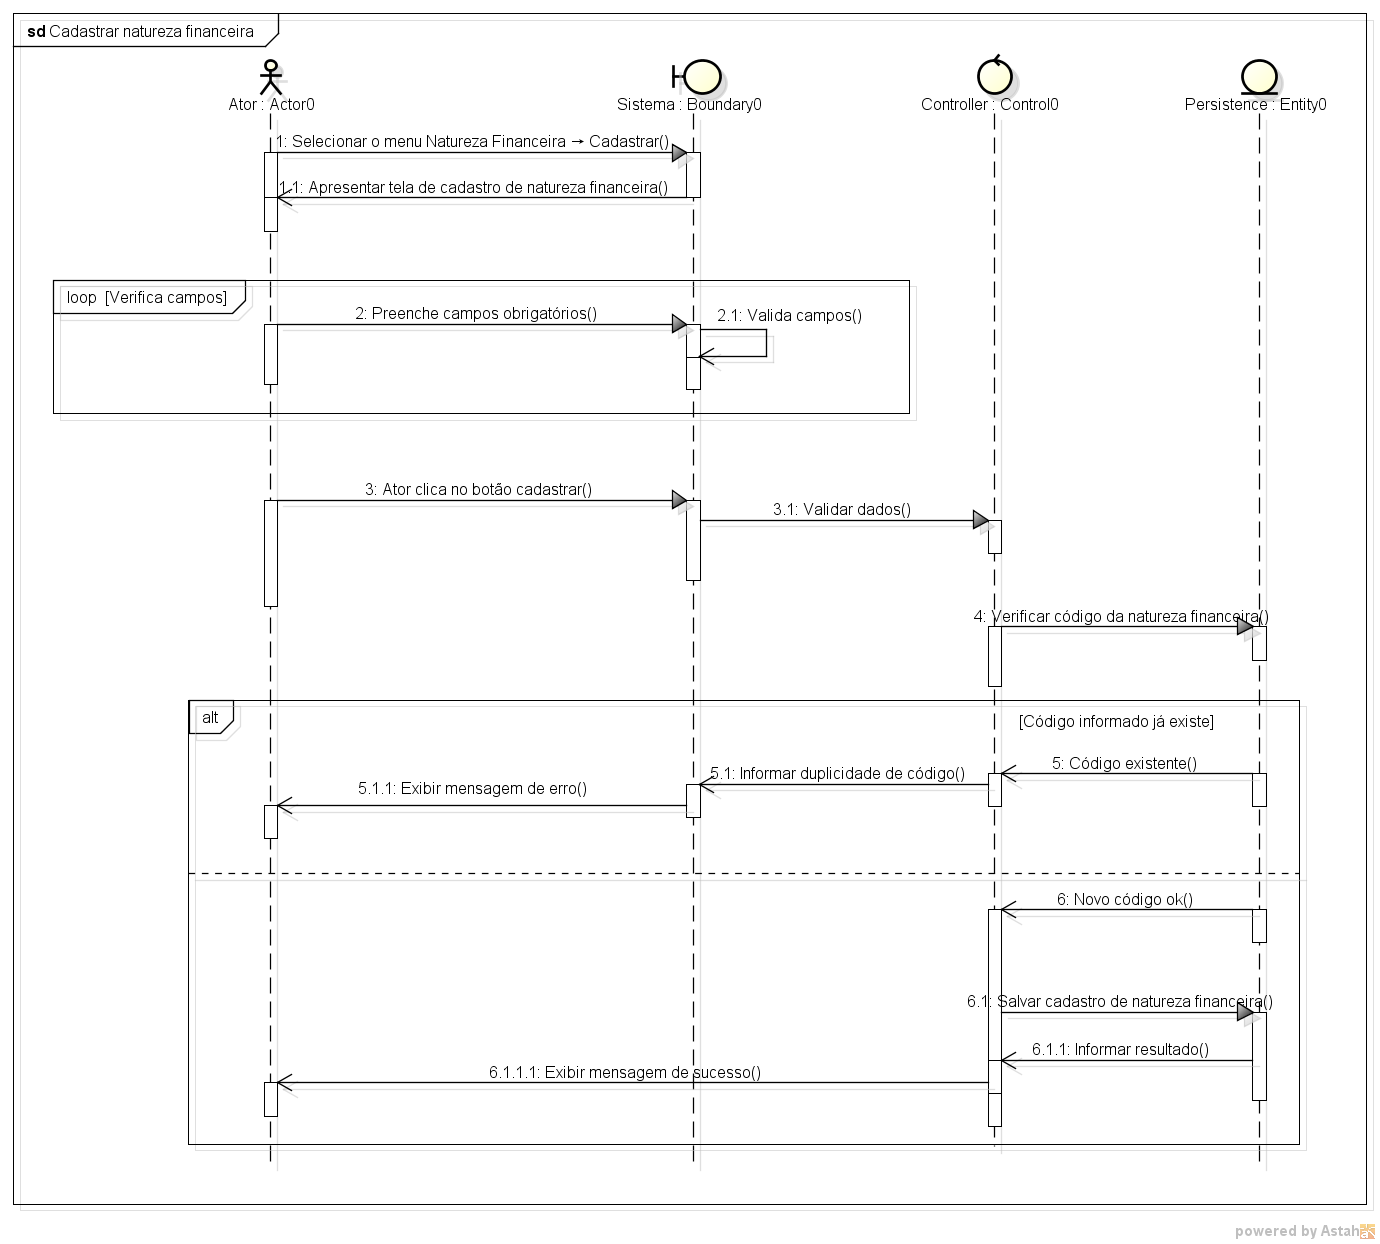 sd Cadastrar natureza financeira
Ator : Actor0
Sistema : Boundary0
Controller : Control0
Persistence : Entity0
1: Selecionar o menu Natureza Financeira → Cadastrar()
1.1: Apresentar tela de cadastro de natureza financeira()
loop [Verifica campos]
2: Preenche campos obrigatórios()
2.1: Valida campos()
3: Ator clica no botão cadastrar()
3.1: Validar dados()
4: Verificar código da natureza financeira()
alt
[Código informado já existe]
5: Código existente()
5.1: Informar duplicidade de código()
5.1.1: Exibir mensagem de erro()
6: Novo código ok()
6.1: Salvar cadastro de natureza financeira()
6.1.1: Informar resultado()
6.1.1.1: Exibir mensagem de sucesso()
powered by Astah